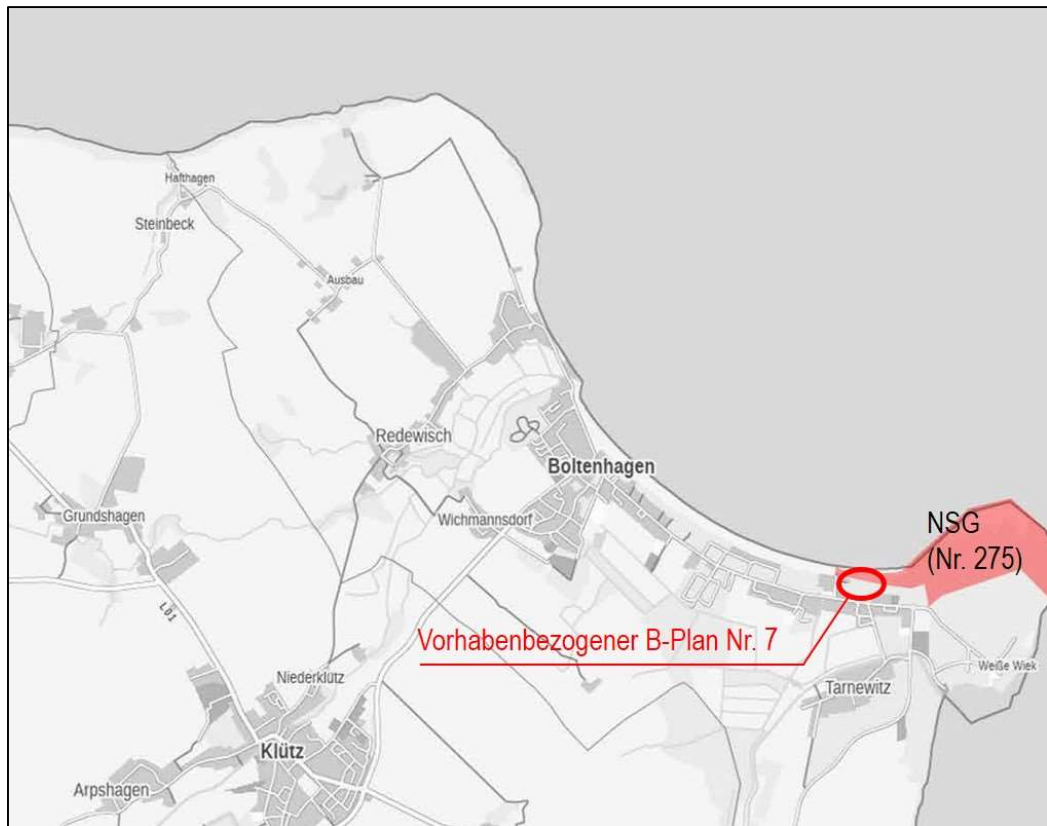 Hafthagen
Steinbeck
Ausbau
Redewisch
Boltenhagen
Grundshagen
Wichmannsdorf
NSG
(Nr. 275)
L01
Vorhabenbezogener B-Plan Nr. 7
Niederklütz
Weiße Wiek
Tarnewitz
Klütz
Arpshagen